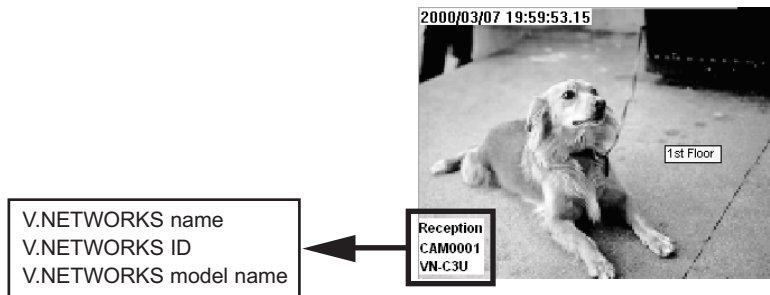 2000/03/07 19:59:53.15
1st Floor
Reception
CAM0001
VN-C3U
V.NETWORKS name
V.NETWORKS ID
V.NETWORKS model name